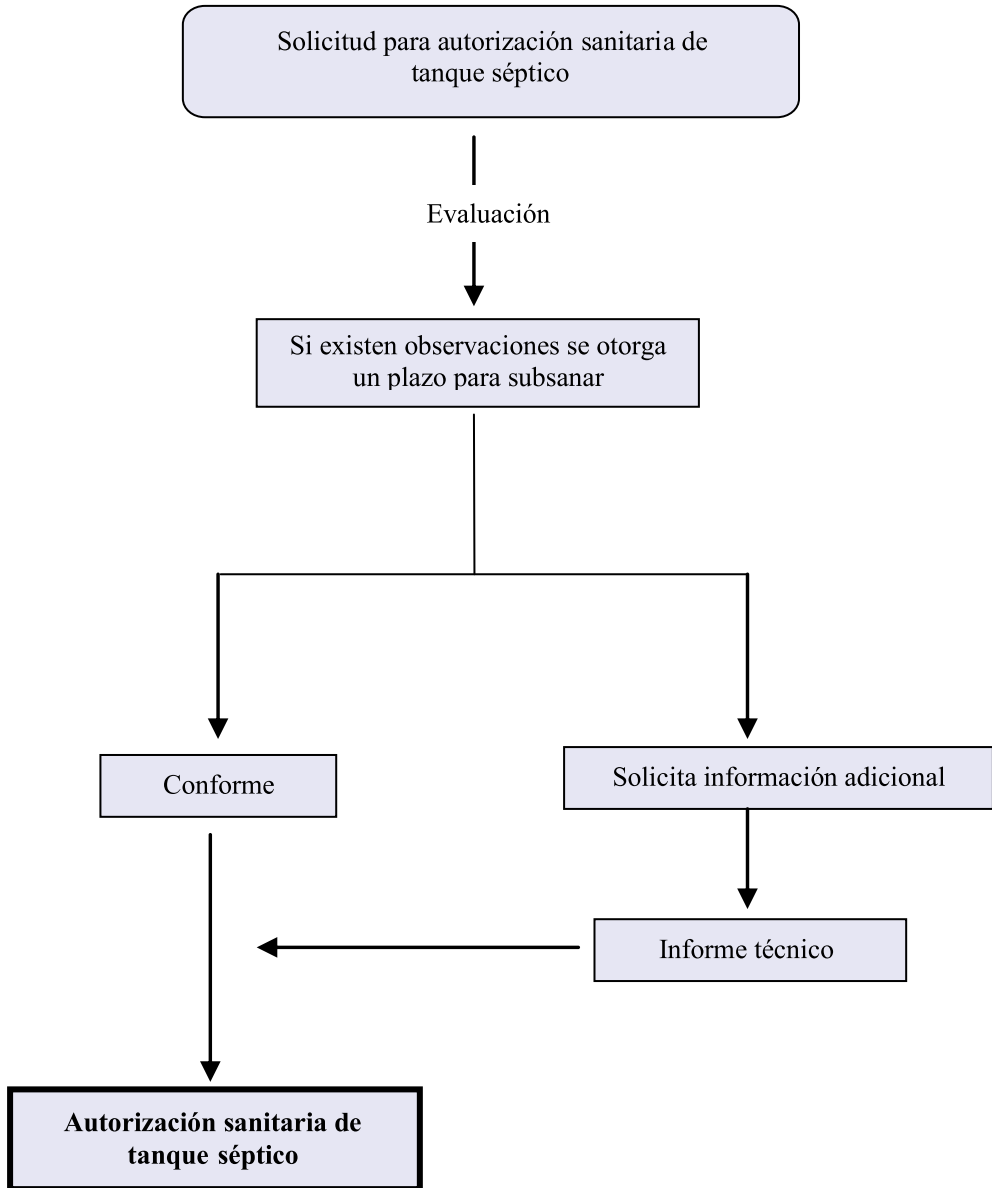 Solicitud para autorización sanitaria de
tanque séptico
Evaluación
Si existen observaciones se otorga
un plazo para subsanar
Conforme
Solicita información adicional
Informe técnico
Autorización sanitaria de
tanque séptico